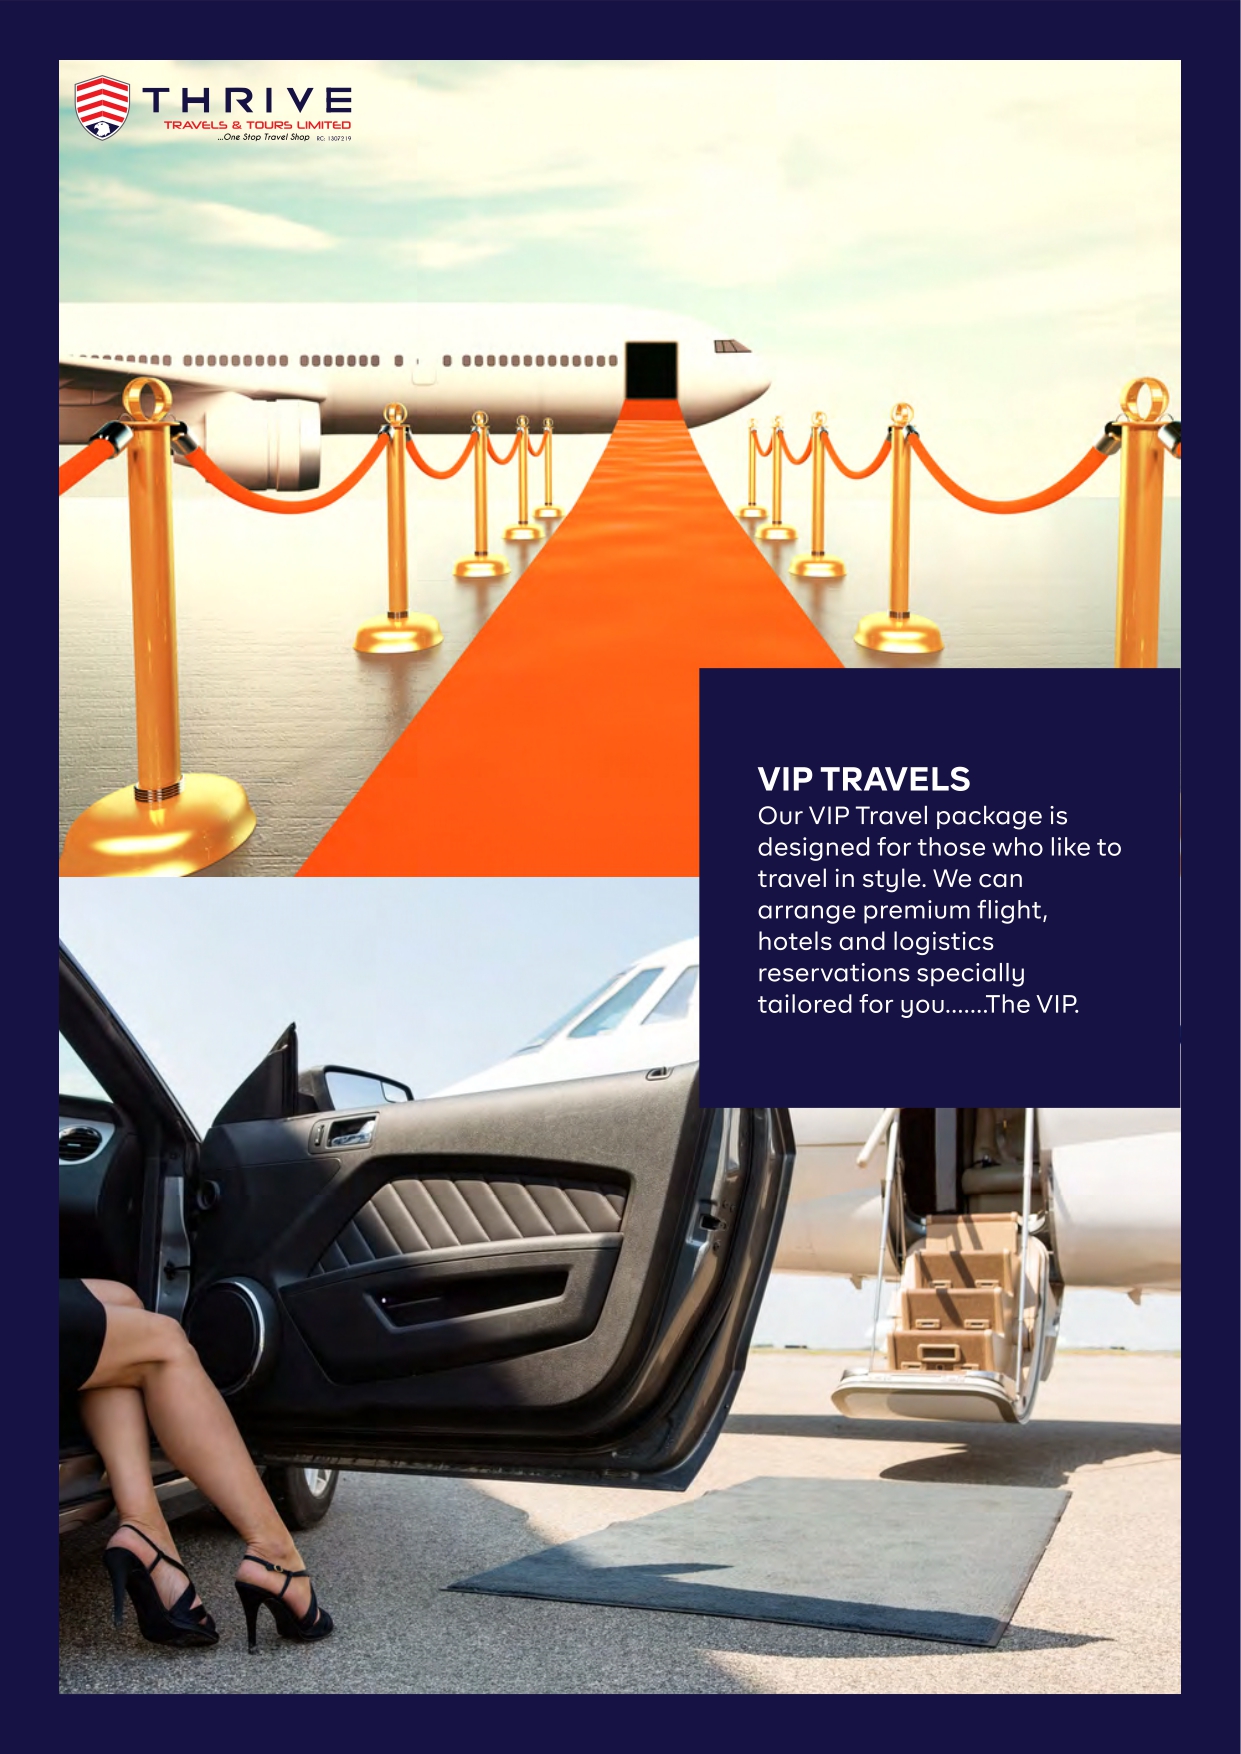 THRIVE
TRAVELS & TOURS LIMITED
...One Stop Travel Shop RC: 1307219
VIP TRAVELS
Our VIP Travel package is
designed for those who like to
travel in style. We can
arrange premium flight,
hotels and logistics
reservations specially
tailored for you.......The VIP.